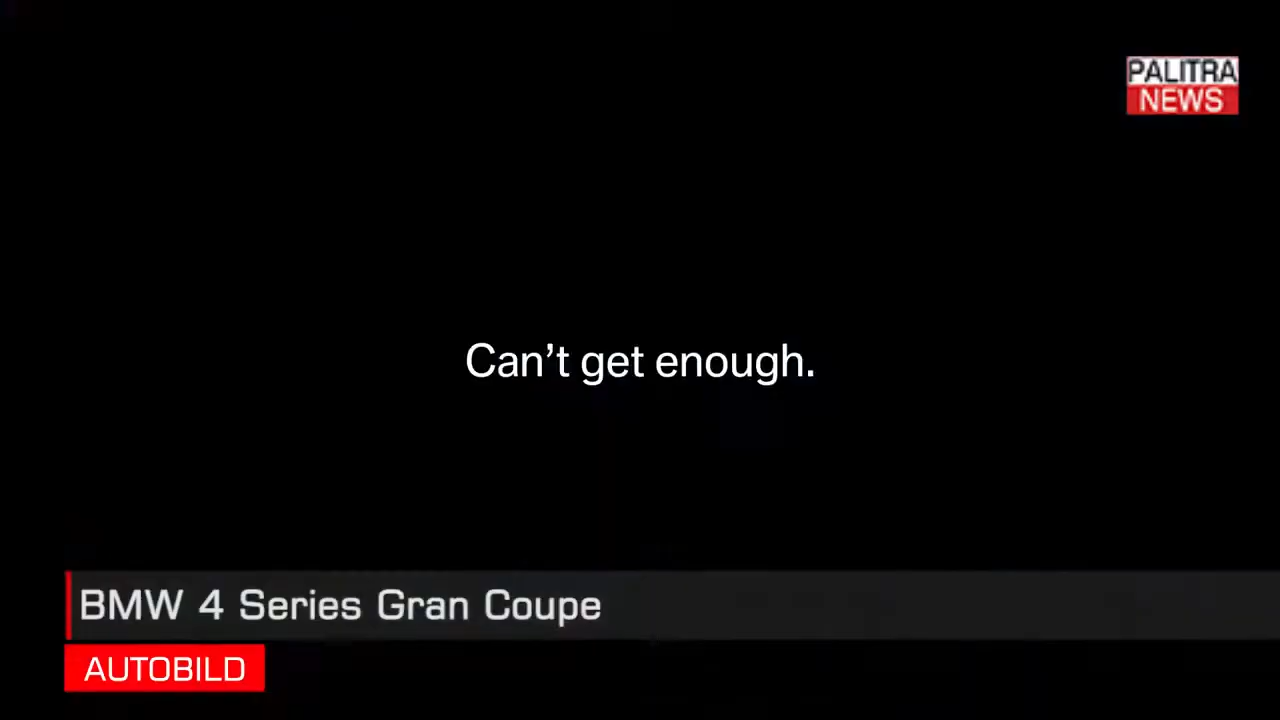 PALITRA
NEWS
Can’t get enough.
BMW 4 Series Gran Coupe
AUTOBILD